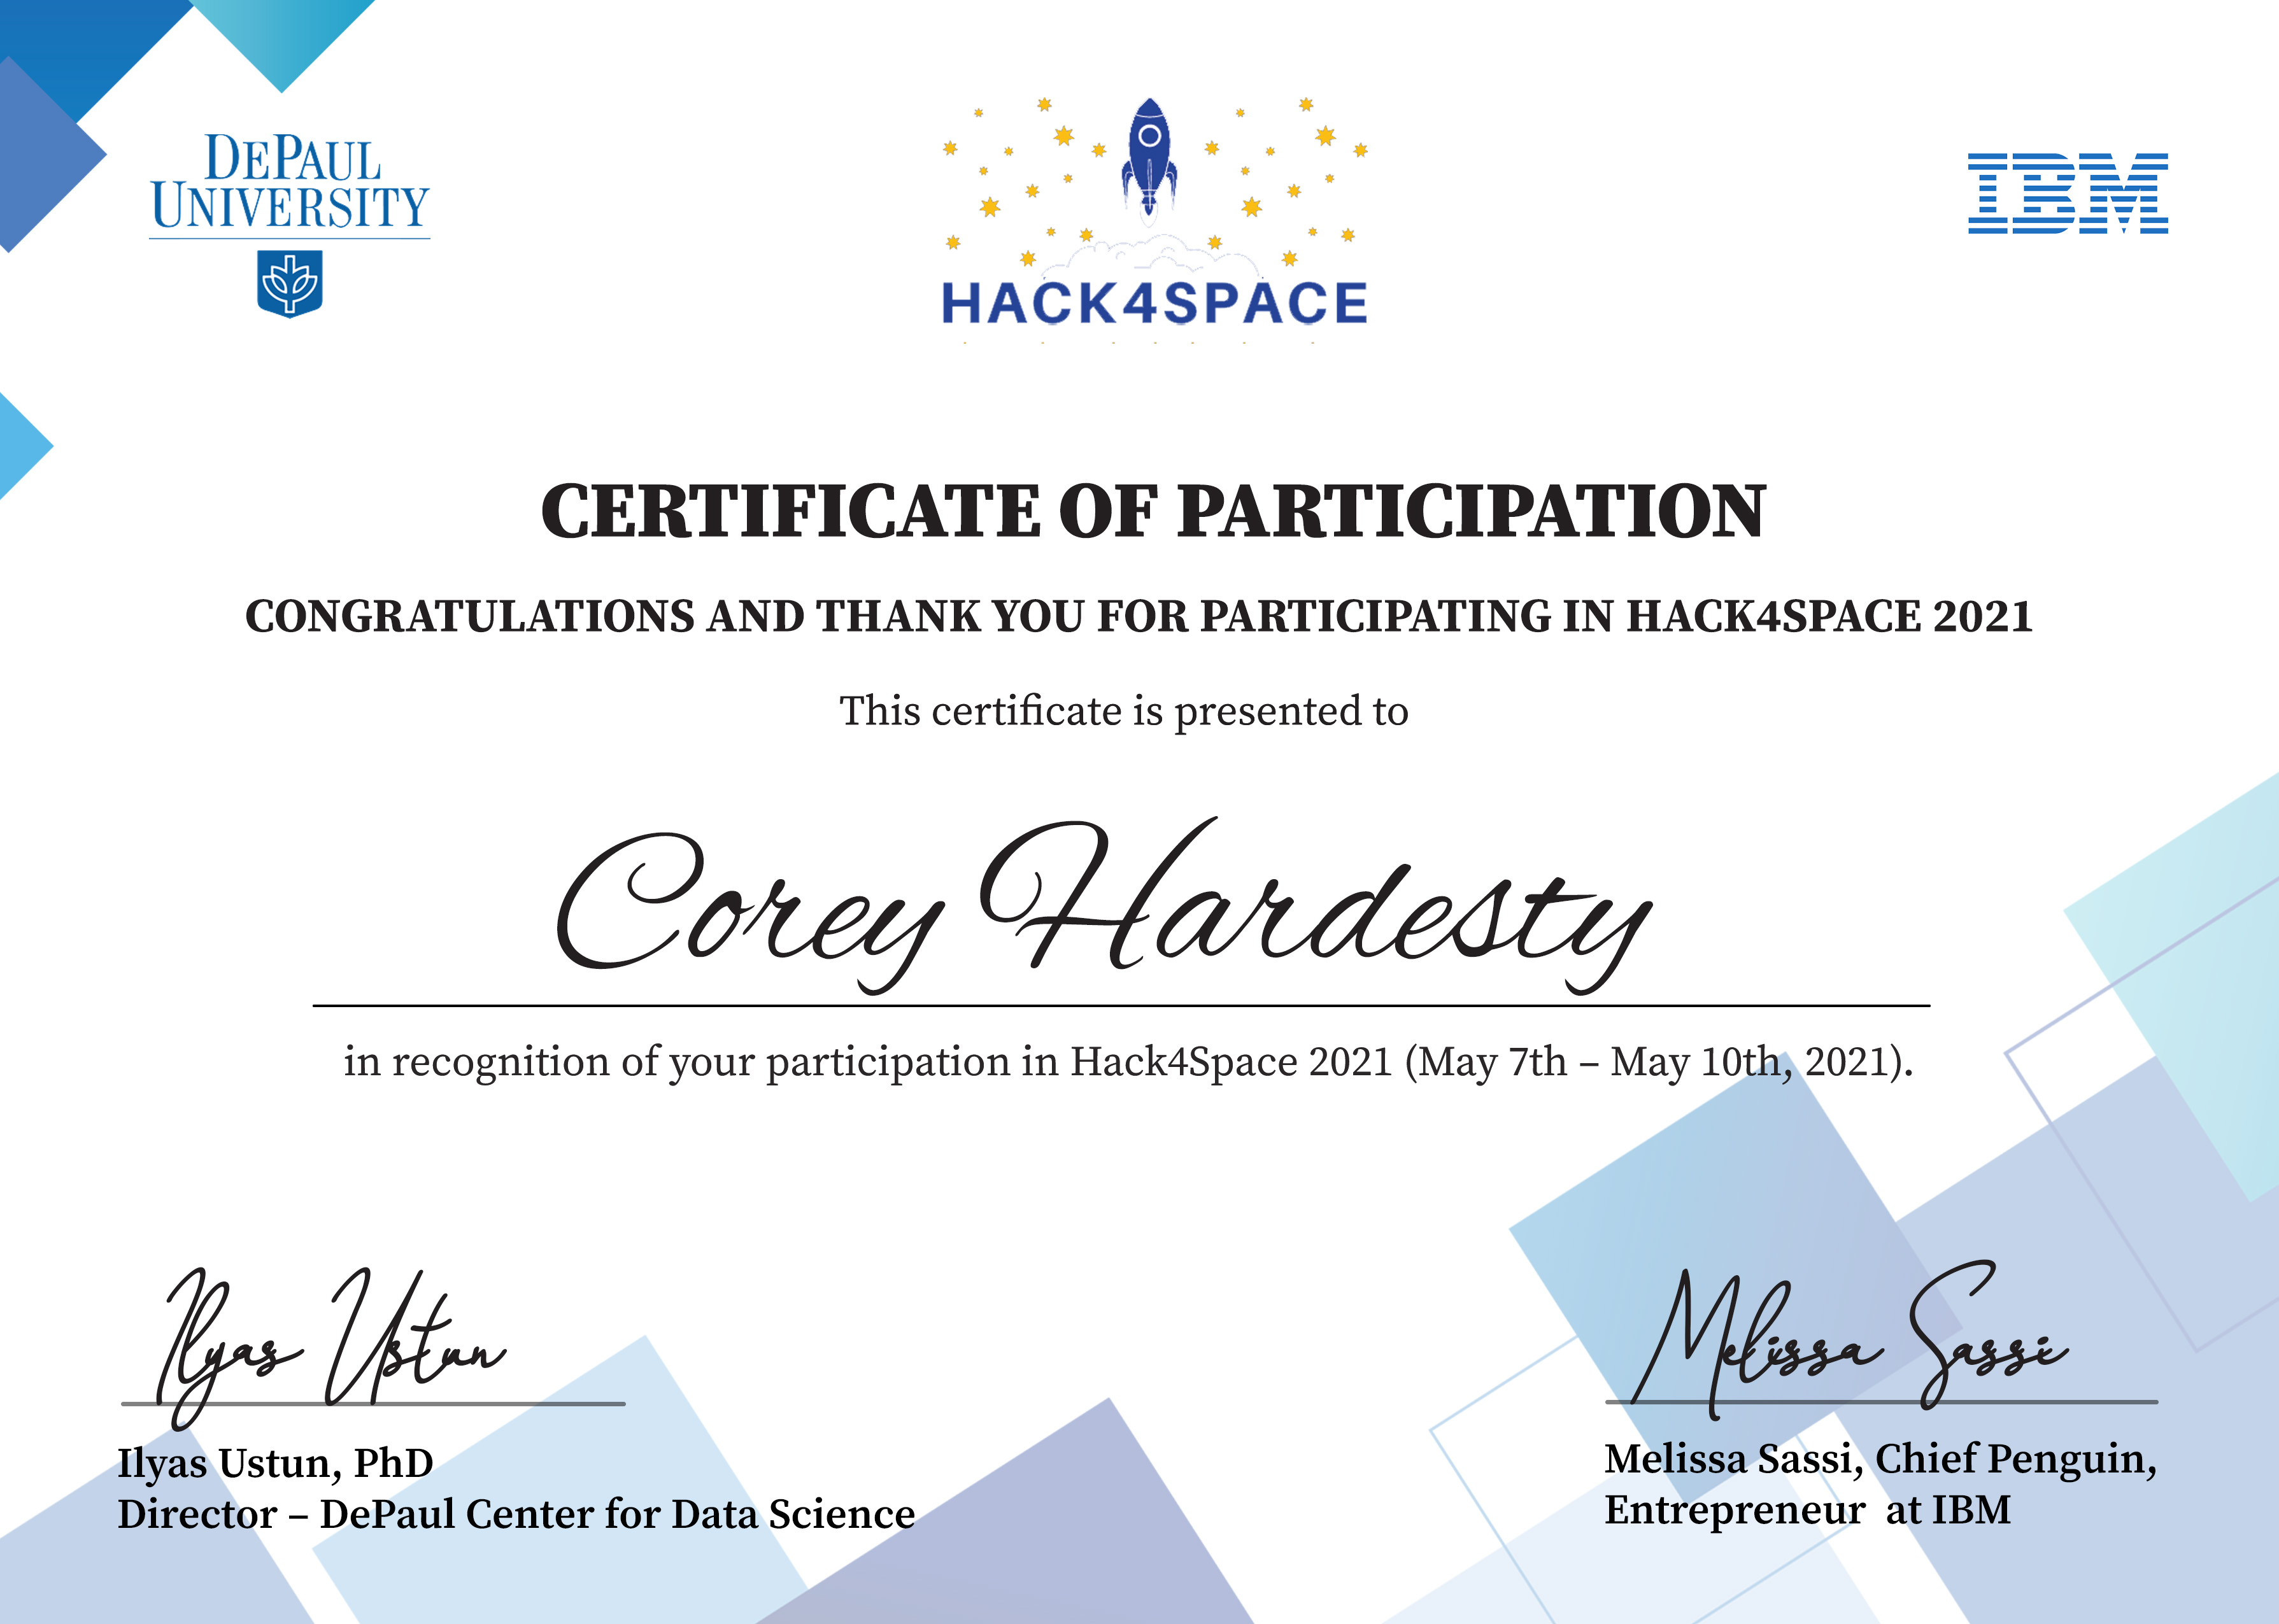 DEPAUL
UNIVERSITY
IBM
HACK4SPACE
CERTIFICATE OF PARTICIPATION
CONGRATULATIONS AND THANK YOU FOR PARTICIPATING IN HACK4SPACE 2021
This certificate is presented to
Corey Hardesty
in recognition of your participation in Hack4Space 2021 (May 7th – May 10th, 2021).
Ilyas Ustun
Ilyas Ustun, PhD
Director – DePaul Center for Data Science
Melissa Sassi
Melissa Sassi, Chief Penguin,
Entrepreneur  at IBM